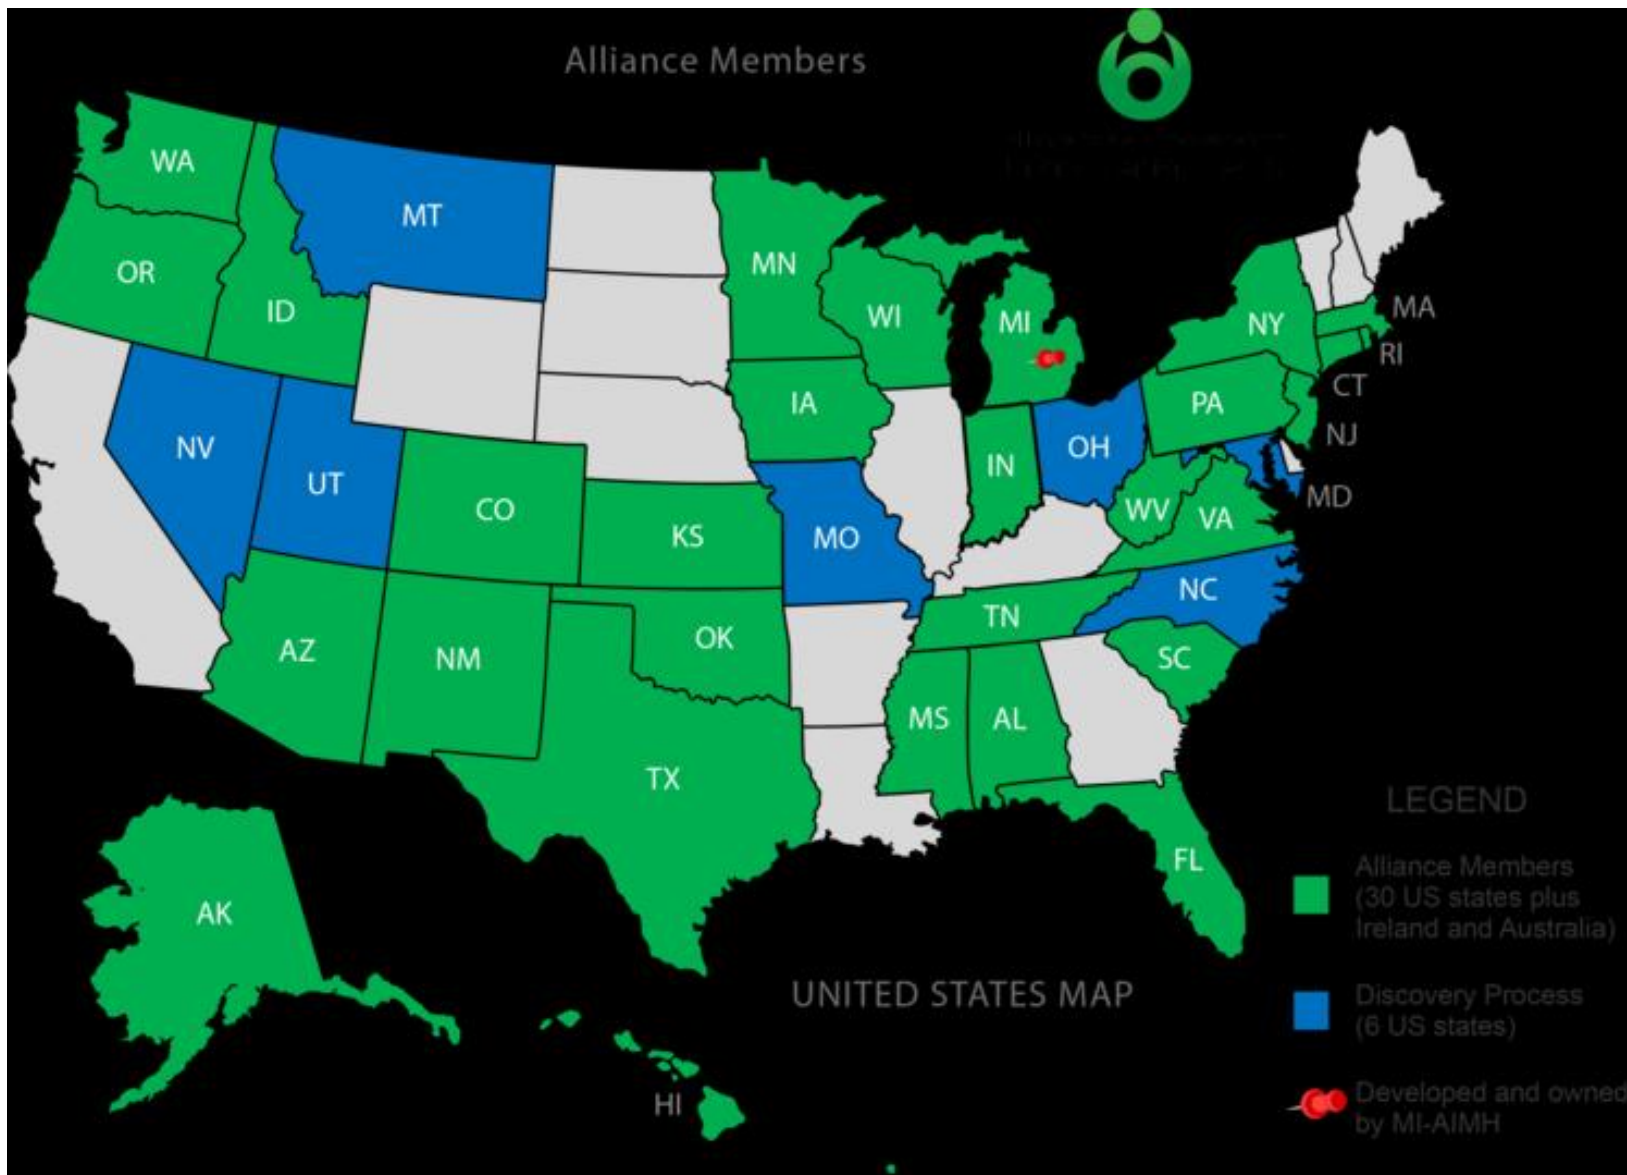 Alliance Members
WA
MT
OR
ID
MN
WI
MI
NY
MA
RI
CT
NJ
PA
IA
NV
UT
CO
KS
MO
IN
OH
WV
VA
MD
NC
TN
SC
AZ
NM
OK
TX
MS
AL
FL
AK
HI
UNITED STATES MAP
LEGEND
Alliance Members
(30 US states plus
Ireland and Australia)
Discovery Process
(6 US states)
Developed and owned
by MI-AIMH